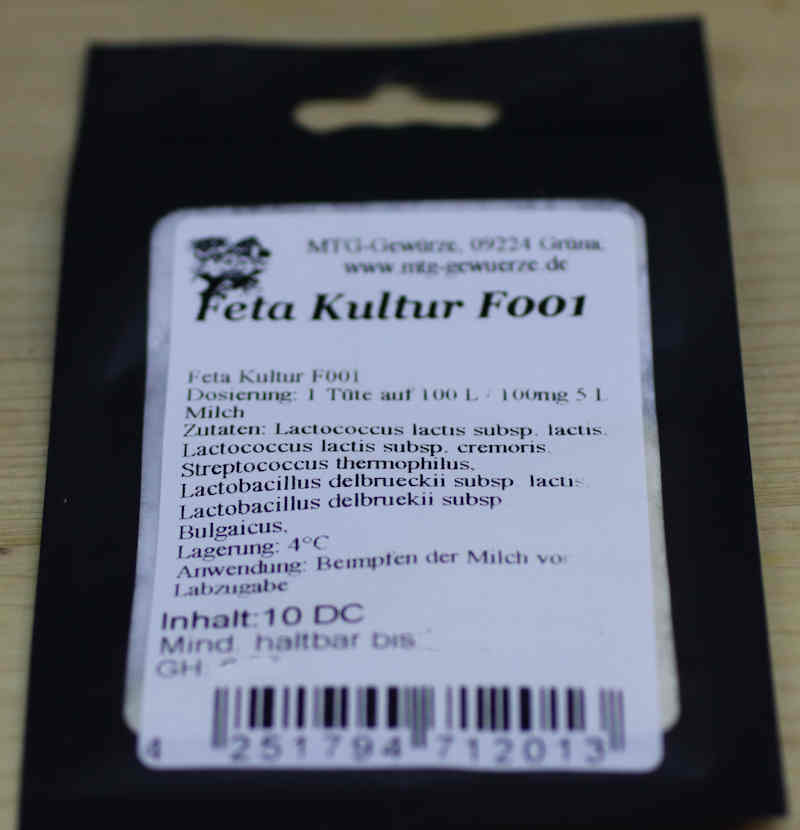 MTG-Gewürze, 09224 Grüna,
www.mtg-gewuerze.de
Feta Kultur F001
Feta Kultur F001
Dosierung: 1 Tüte auf 100 L - 100mg 5 L
Milch
Zutaten: Lactococcus lactis subsp. lactis,
Lactococcus lactis subsp. cremoris,
Streptococcus thermophilus,
Lactobacillus delbrueckii subsp. lactis,
Lactobacillus delbruekii subsp
Bulgaicus,
Lagerung: 4°C
Anwendung: Beimpfen der Milch vor
Labzugabe
Inhalt:10 DC
Mind. haltbar bis
GH:
4 251794 712013